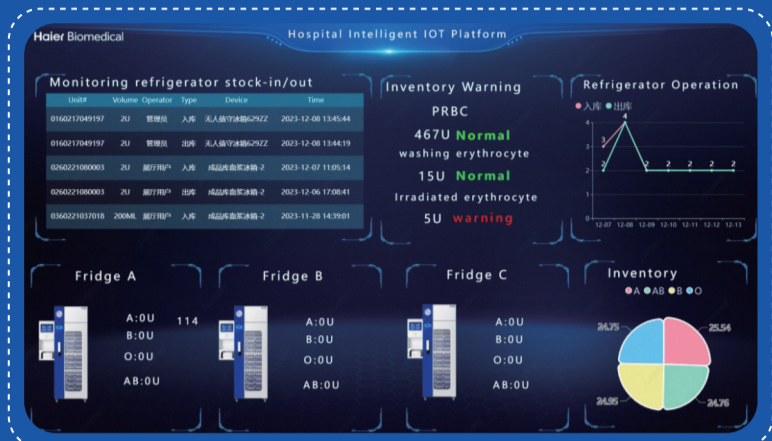 Haier Biomedical
Hospital Intelligent IOT Platform
Monitoring refrigerator stock-in/out
Unit# Volume Operator Type Device Time
0160217049197 2U 管理员 入库 无人值守冰箱629ZZ 2023-12-08 13:45:44
0160217049197 2U 管理员 出库 无人值守冰箱629ZZ 2023-12-08 13:44:19
0260221080003 2U 展厅用户 入库 成品库血浆冰箱-2 2023-12-07 11:05:14
0260221080003 2U 展厅用户 出库 成品库血浆冰箱-2 2023-12-06 17:08:41
0360221037018 200ML 展厅用户 入库 成品库血浆冰箱-2 2023-11-28 14:39:01
Inventory Warning
PRBC
467U Normal
washing erythrocyte
15U Normal
Irradiated erythrocyte
5U warning
Refrigerator Operation
入库 出库
4
3
2
1
0
3
2
4
2 2 2 2 2
12-07 12-08 12-09 12-10 12-11 12-12 12-13
Fridge A
A:0U 114
B:0U
O:0U
AB:0U
Fridge B
A:0U
B:0U
O:0U
AB:0U
Fridge C
A:0U
B:0U
O:0U
AB:0U
Inventory
A AB B O
24.75 25.54
24.95 24.76